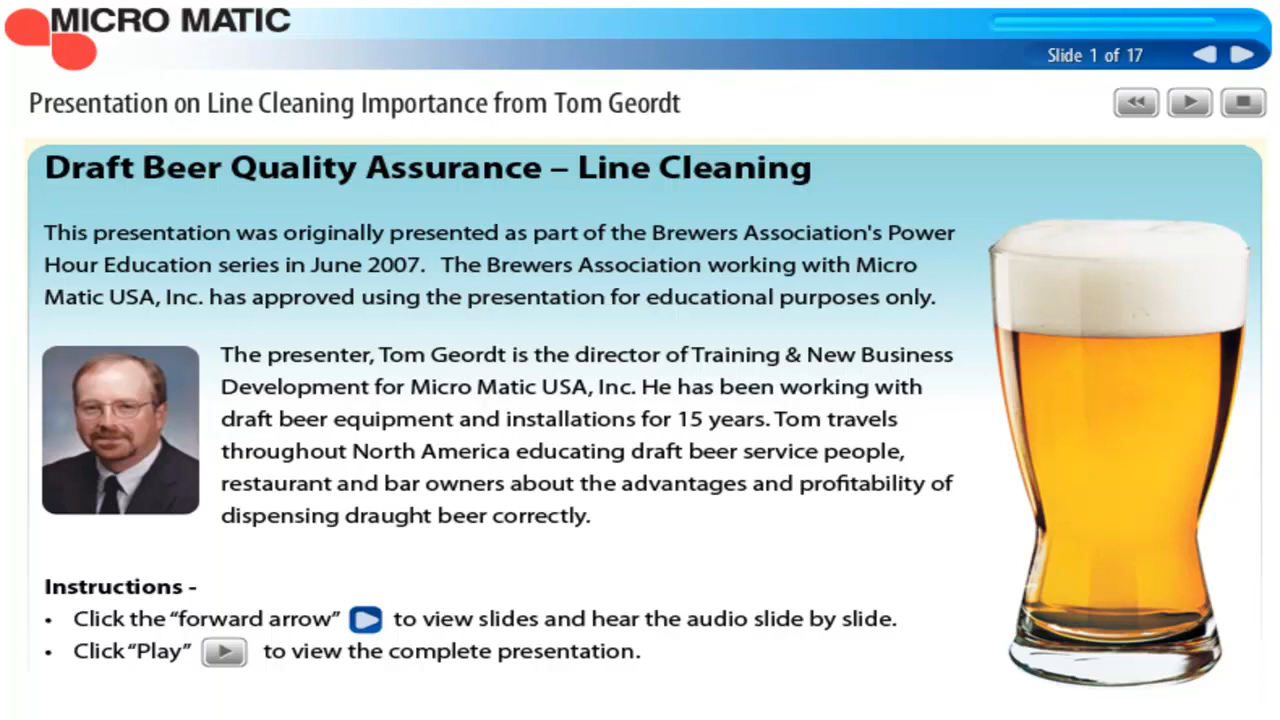 MICRO MATIC
Slide 1 of 17
Presentation on Line Cleaning Importance from Tom Geordt
Draft Beer Quality Assurance – Line Cleaning
This presentation was originally presented as part of the Brewers Association's Power
Hour Education series in June 2007. The Brewers Association working with Micro
Matic USA, Inc. has approved using the presentation for educational purposes only.
The presenter, Tom Geordt is the director of Training & New Business
Development for Micro Matic USA, Inc. He has been working with
draft beer equipment and installations for 15 years. Tom travels
throughout North America educating draft beer service people,
restaurant and bar owners about the advantages and profitability of
dispensing draught beer correctly.
Instructions -
• Click the “forward arrow” to view slides and hear the audio slide by slide.
• Click “Play” to view the complete presentation.